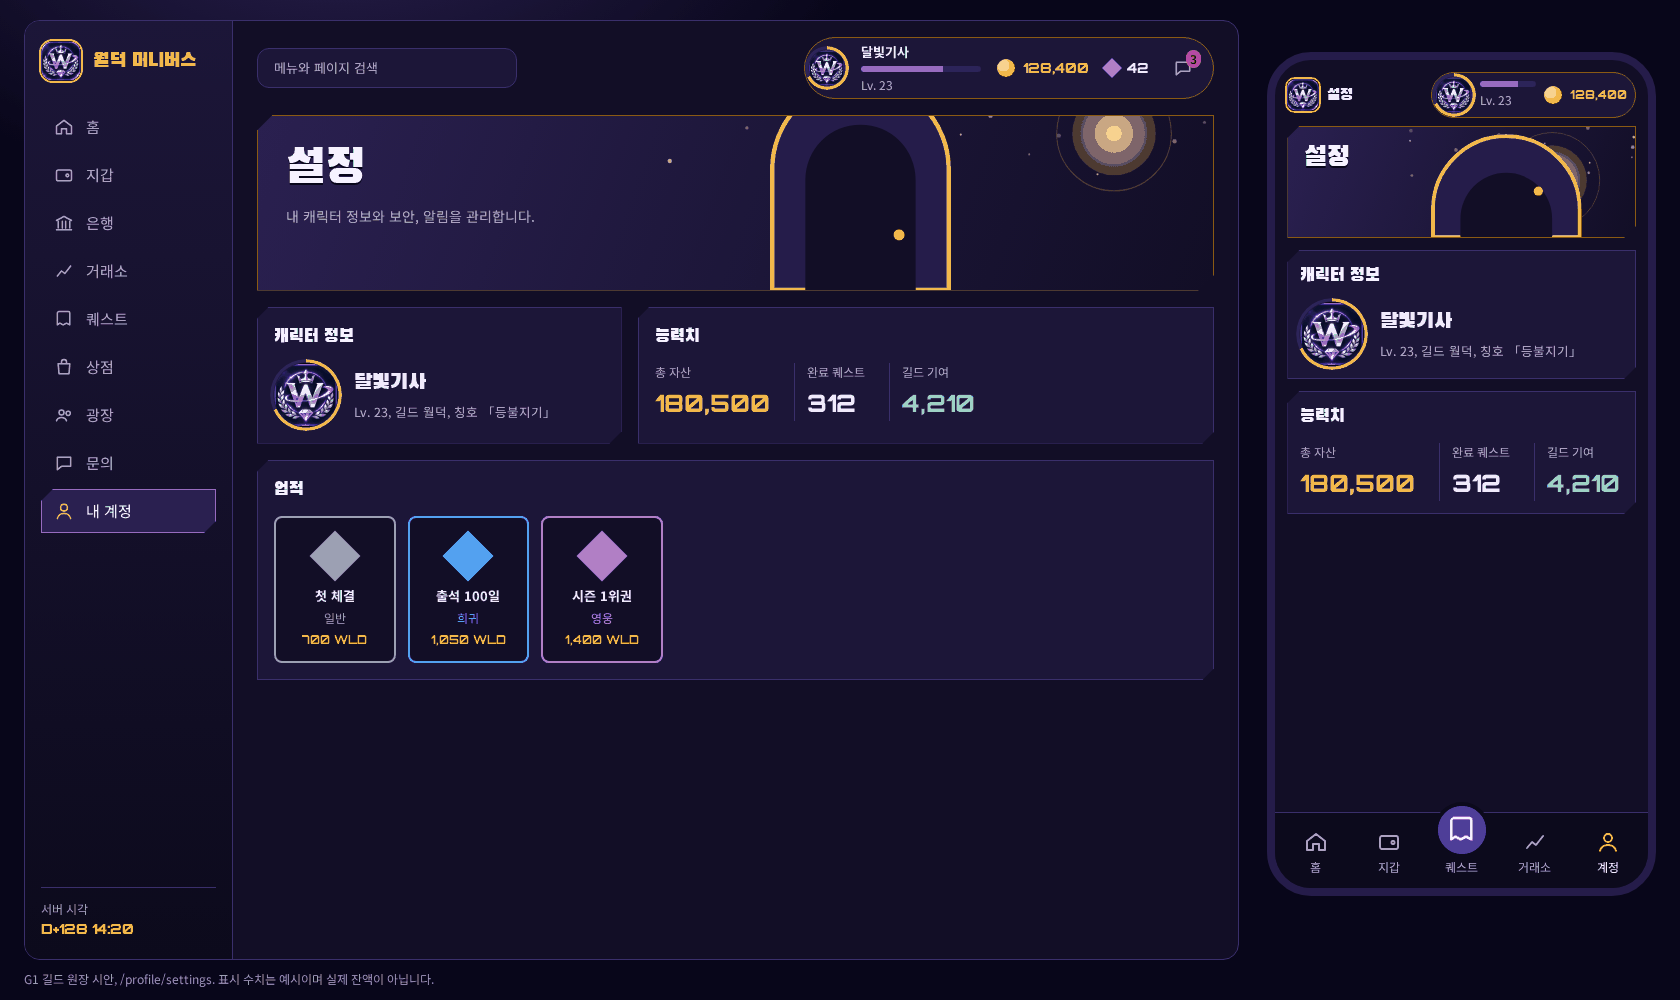 월덕 머니버스
홈
지갑
은행
거래소
퀘스트
상점
광장
문의
내 계정
서버 시각
D+128 14:20
메뉴와 페이지 검색
달빛기사
Lv. 23
128,400
42
3
설정
내 캐릭터 정보와 보안, 알림을 관리합니다.
캐릭터 정보
달빛기사
Lv. 23, 길드 월덕, 칭호 「등불지기」
능력치
총 자산
180,500
완료 퀘스트
312
길드 기여
4,210
업적
첫 체결
일반
700 WLD
출석 100일
희귀
1,050 WLD
시즌 1위권
영웅
1,400 WLD
설정
Lv. 23
128,400
설정
캐릭터 정보
달빛기사
Lv. 23, 길드 월덕, 칭호 「등불지기」
능력치
총 자산
180,500
완료 퀘스트
312
길드 기여
4,210
홈
지갑
퀘스트
거래소
계정
G1 길드 원장 시안, /profile/settings. 표시 수치는 예시이며 실제 잔액이 아닙니다.